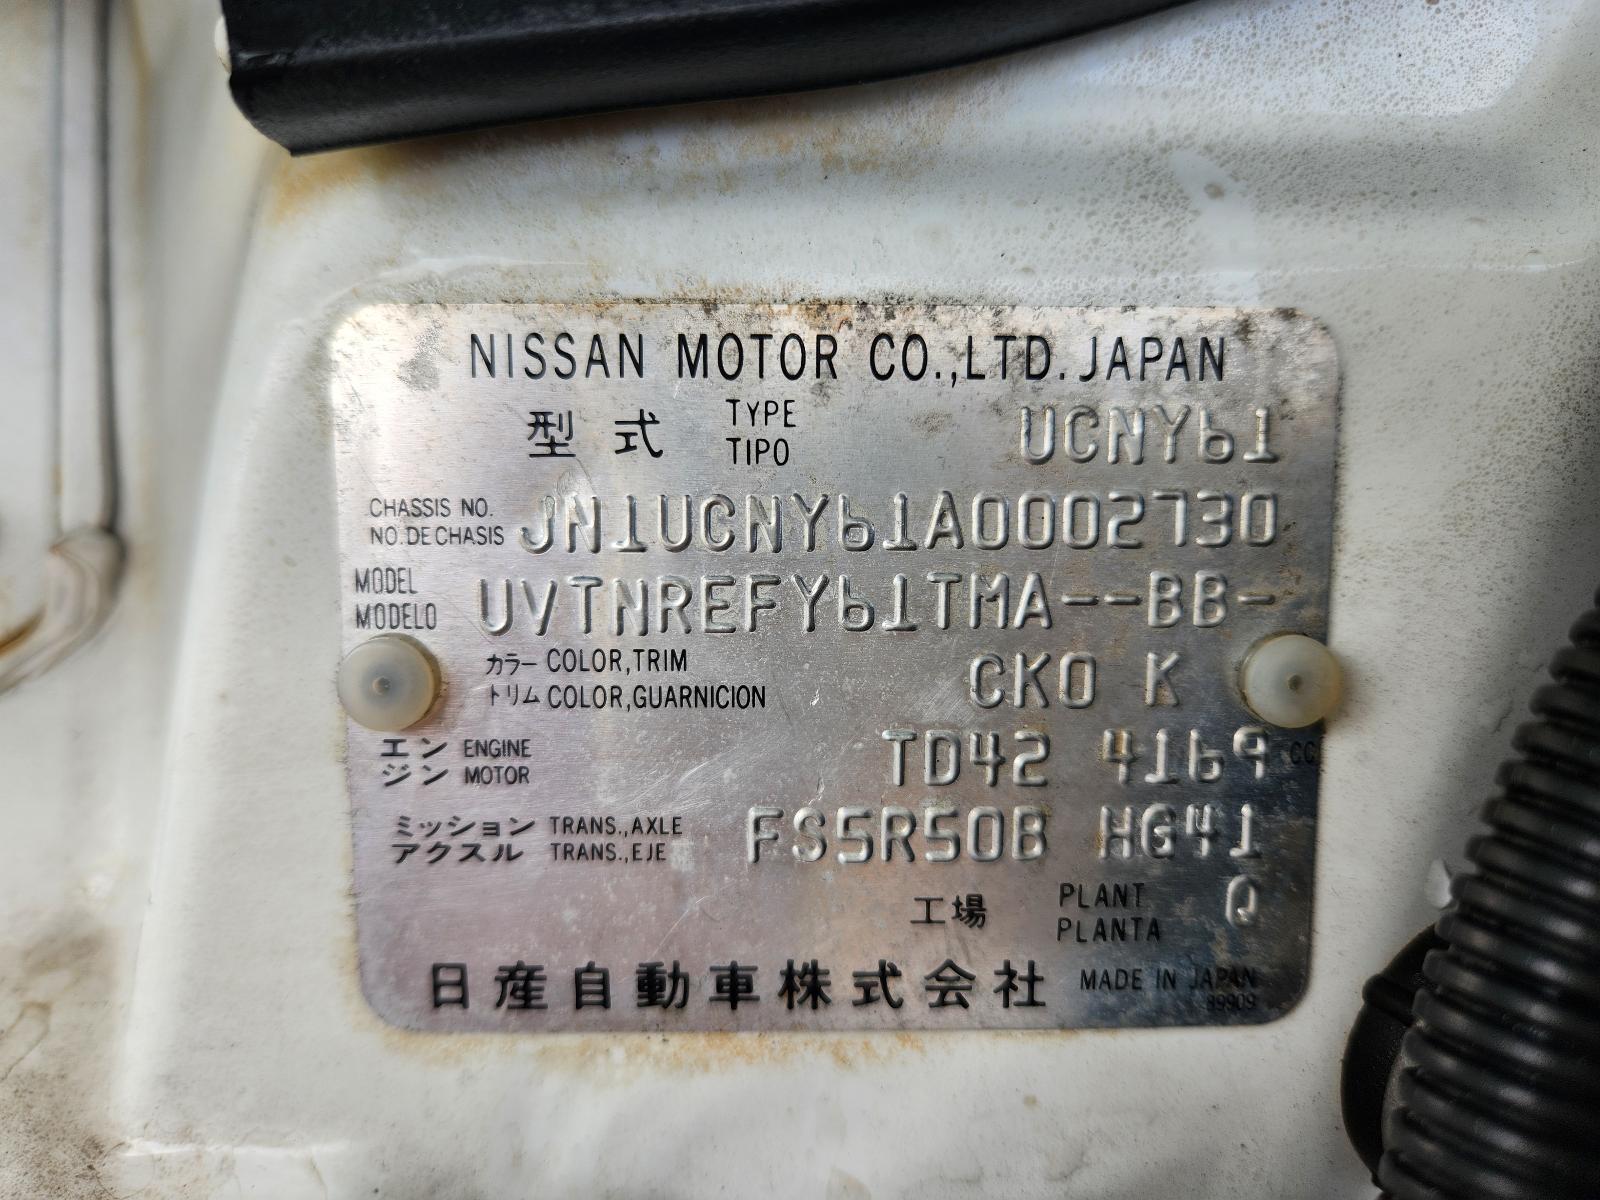 NISSAN MOTOR CO.,LTD. JAPAN
型式 TYPE UCNY61
TIPO
CHASSIS NO. JN1UCNY61A0002730
NO.DE CHASIS
MODEL UVTNREFY61TMA--BB-
MODELO
カラー COLOR,TRIM CK0 K
トリム COLOR,GUARNICION
エン ENGINE TD42 4169 CC
ジン MOTOR
ミッション TRANS.,AXLE FS5R50B HG41
アクスル TRANS.,EJE
工場 PLANT Q
PLANTA
日産自動車株式会社 MADE IN JAPAN
89909